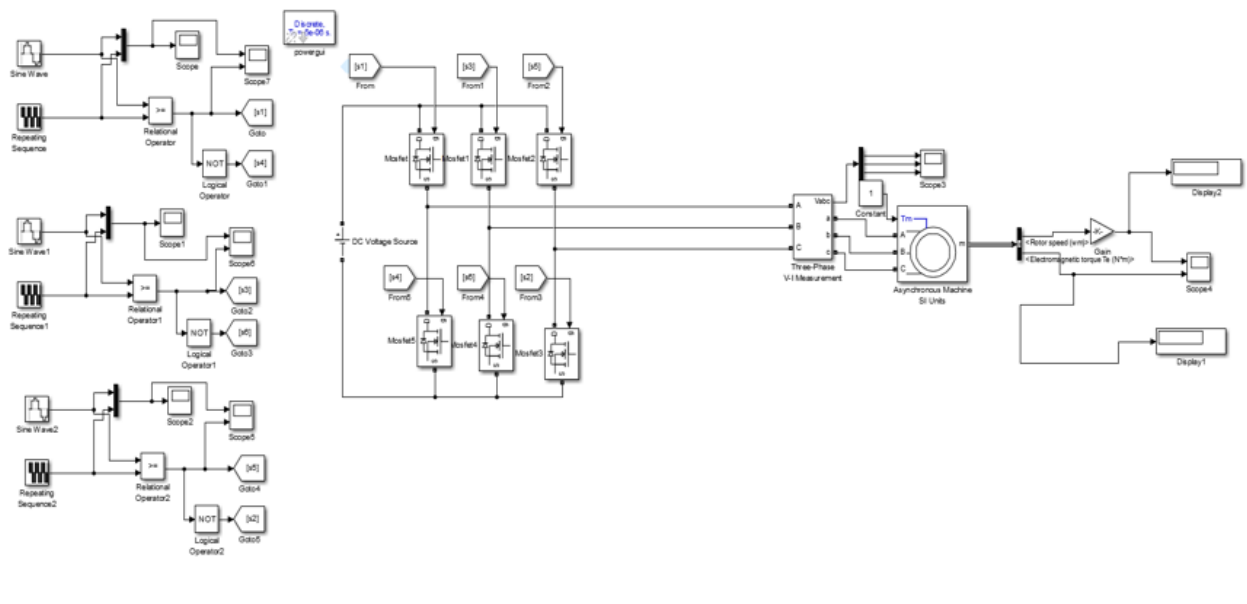 Discrete,
powergui
Sine Wave
Scope
Scope7
Repeating
Sequence
>=
Relational
Operator
[s1]
Goto
NOT
Logical
Operator
[s4]
Goto1
Sine Wave1
Scope1
Scope6
Repeating
Sequence1
>=
Relational
Operator1
[s3]
Goto2
NOT
Logical
Operator1
[s6]
Goto3
Sine Wave2
Scope2
Scope5
Repeating
Sequence2
>=
Relational
Operator2
[s5]
Goto4
NOT
Logical
Operator2
[s2]
Goto5
[s1]
From
[s3]
From1
[s5]
From2
Mosfet
Mosfet1
Mosfet2
DC Voltage Source
[s4]
From5
[s6]
From4
[s2]
From3
Mosfet5
Mosfet4
Mosfet3
A
B
C
Vabc
a
b
c
Three-Phase
V-I Measurement
Scope3
1
Constant
Tm
A
B
C
m
Asynchronous Machine
SI Units
<Rotor speed (wm)>
<Electromagnetic torque Te (N*m)>
Gain
Display2
Scope4
Display1